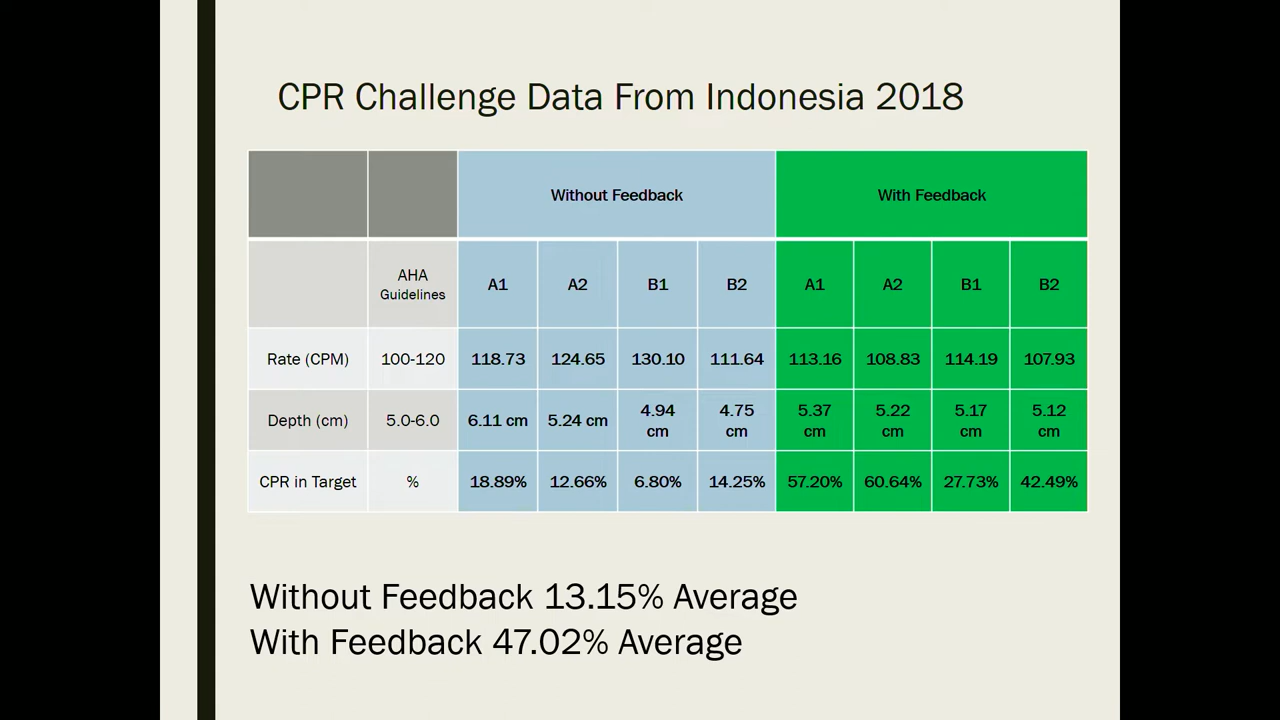 CPR Challenge Data From Indonesia 2018
Without Feedback With Feedback
AHA Guidelines A1 A2 B1 B2 A1 A2 B1 B2
Rate (CPM) 100-120 118.73 124.65 130.10 111.64 113.16 108.83 114.19 107.93
Depth (cm) 5.0-6.0 6.11 cm 5.24 cm 4.94 cm 4.75 cm 5.37 cm 5.22 cm 5.17 cm 5.12 cm
CPR in Target % 18.89% 12.66% 6.80% 14.25% 57.20% 60.64% 27.73% 42.49%
Without Feedback 13.15% Average
With Feedback 47.02% Average